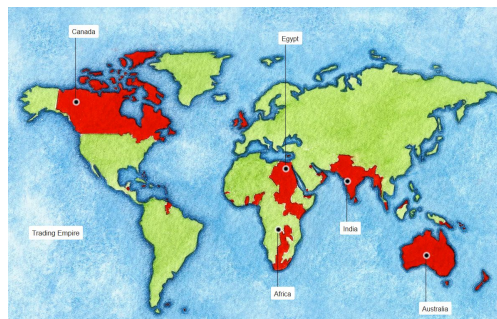 Canada
Egypt
Trading Empire
India
Africa
Australia